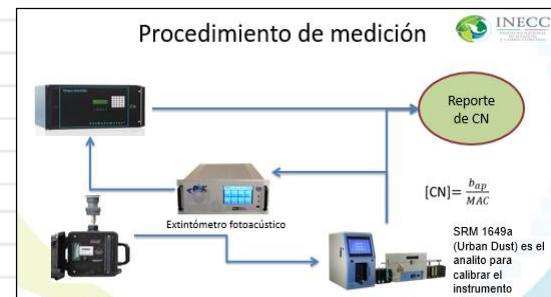 Procedimiento de medición
INECC
Reporte
de CN
Extintómetro fotoacústico
[CN]= b_ap / MAC
SRM 1649a
(Urban Dust) es el
analito para
calibrar el
instrumento